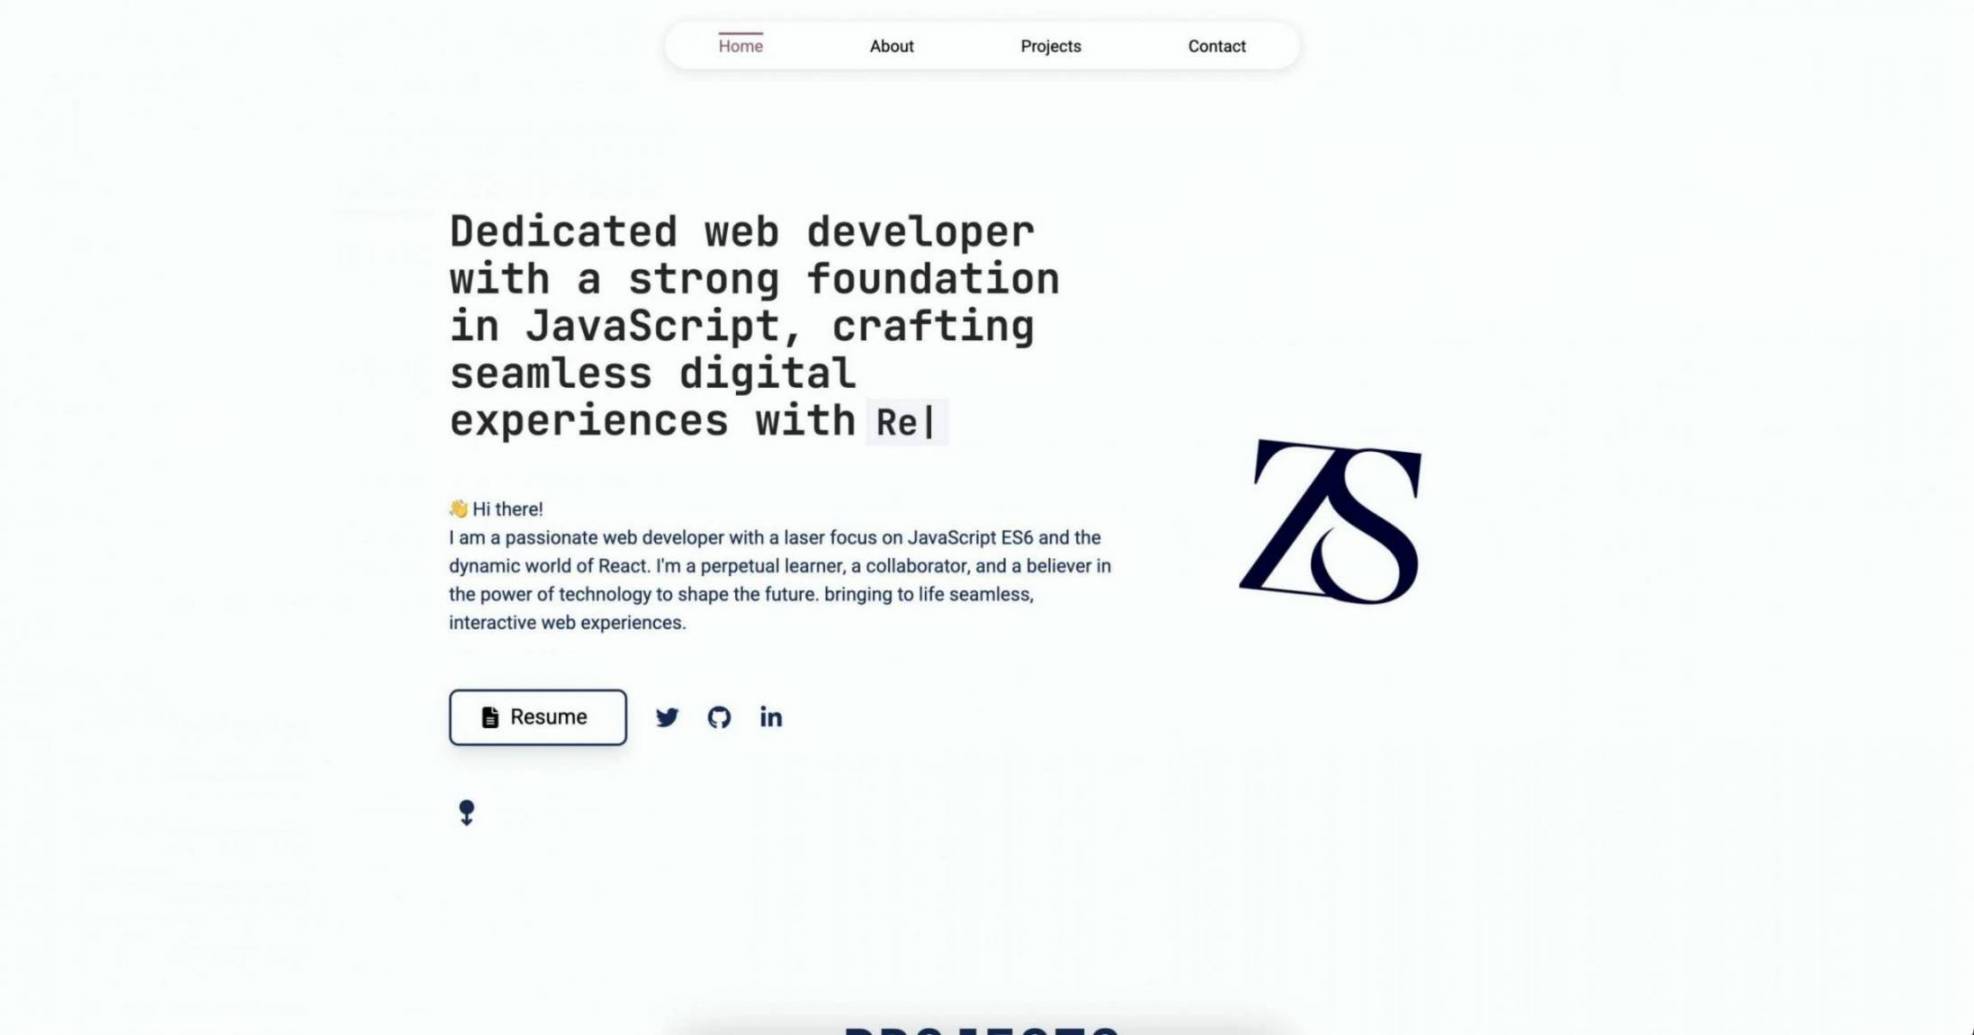 Home About Projects Contact
Dedicated web developer
with a strong foundation
in JavaScript, crafting
seamless digital
experiences with Re|
👋 Hi there!
I am a passionate web developer with a laser focus on JavaScript ES6 and the
dynamic world of React. I'm a perpetual learner, a collaborator, and a believer in
the power of technology to shape the future. bringing to life seamless,
interactive web experiences.
ZS
Resume
in
PROJECTS